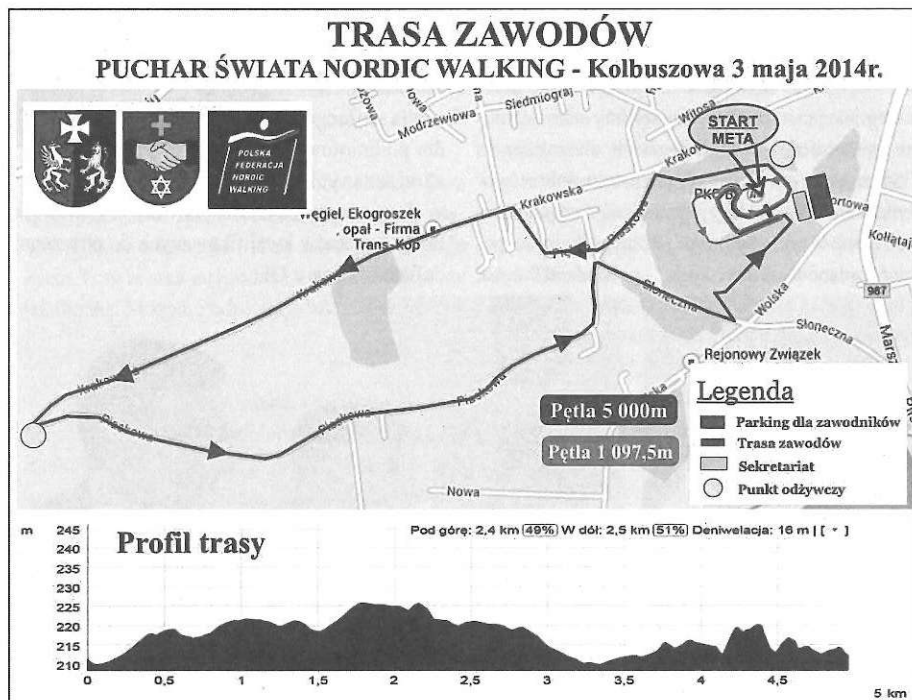 TRASA ZAWODÓW
PUCHAR ŚWIATA NORDIC WALKING - Kolbuszowa 3 maja 2014r.
POLSKA
FEDERACJA
NORDIC
WALKING
Modrzewiowa
Siedmiograj
Witosa
START
META
Krakowska
Węgiel, Ekogroszek
opał - Firma
Trans-Kop
Piaskowa
Kołłątaja
987
Słoneczna
Wolska
Słoneczna
Rejonowy Związek
Piaskowa
Piaskowa
Piaskowa
Nowa
Pętla 5 000m
Pętla 1 097,5m
Legenda
Parking dla zawodników
Trasa zawodów
Sekretariat
Punkt odżywczy
Profil trasy
Pod górę: 2,4 km 49% W dół: 2,5 km 51% Deniwelacja: 16 m | [ ]
m
245
240
235
230
225
220
215
210
0 0,5 1 1,5 2 2,5 3 3,5 4 4,5
5 km